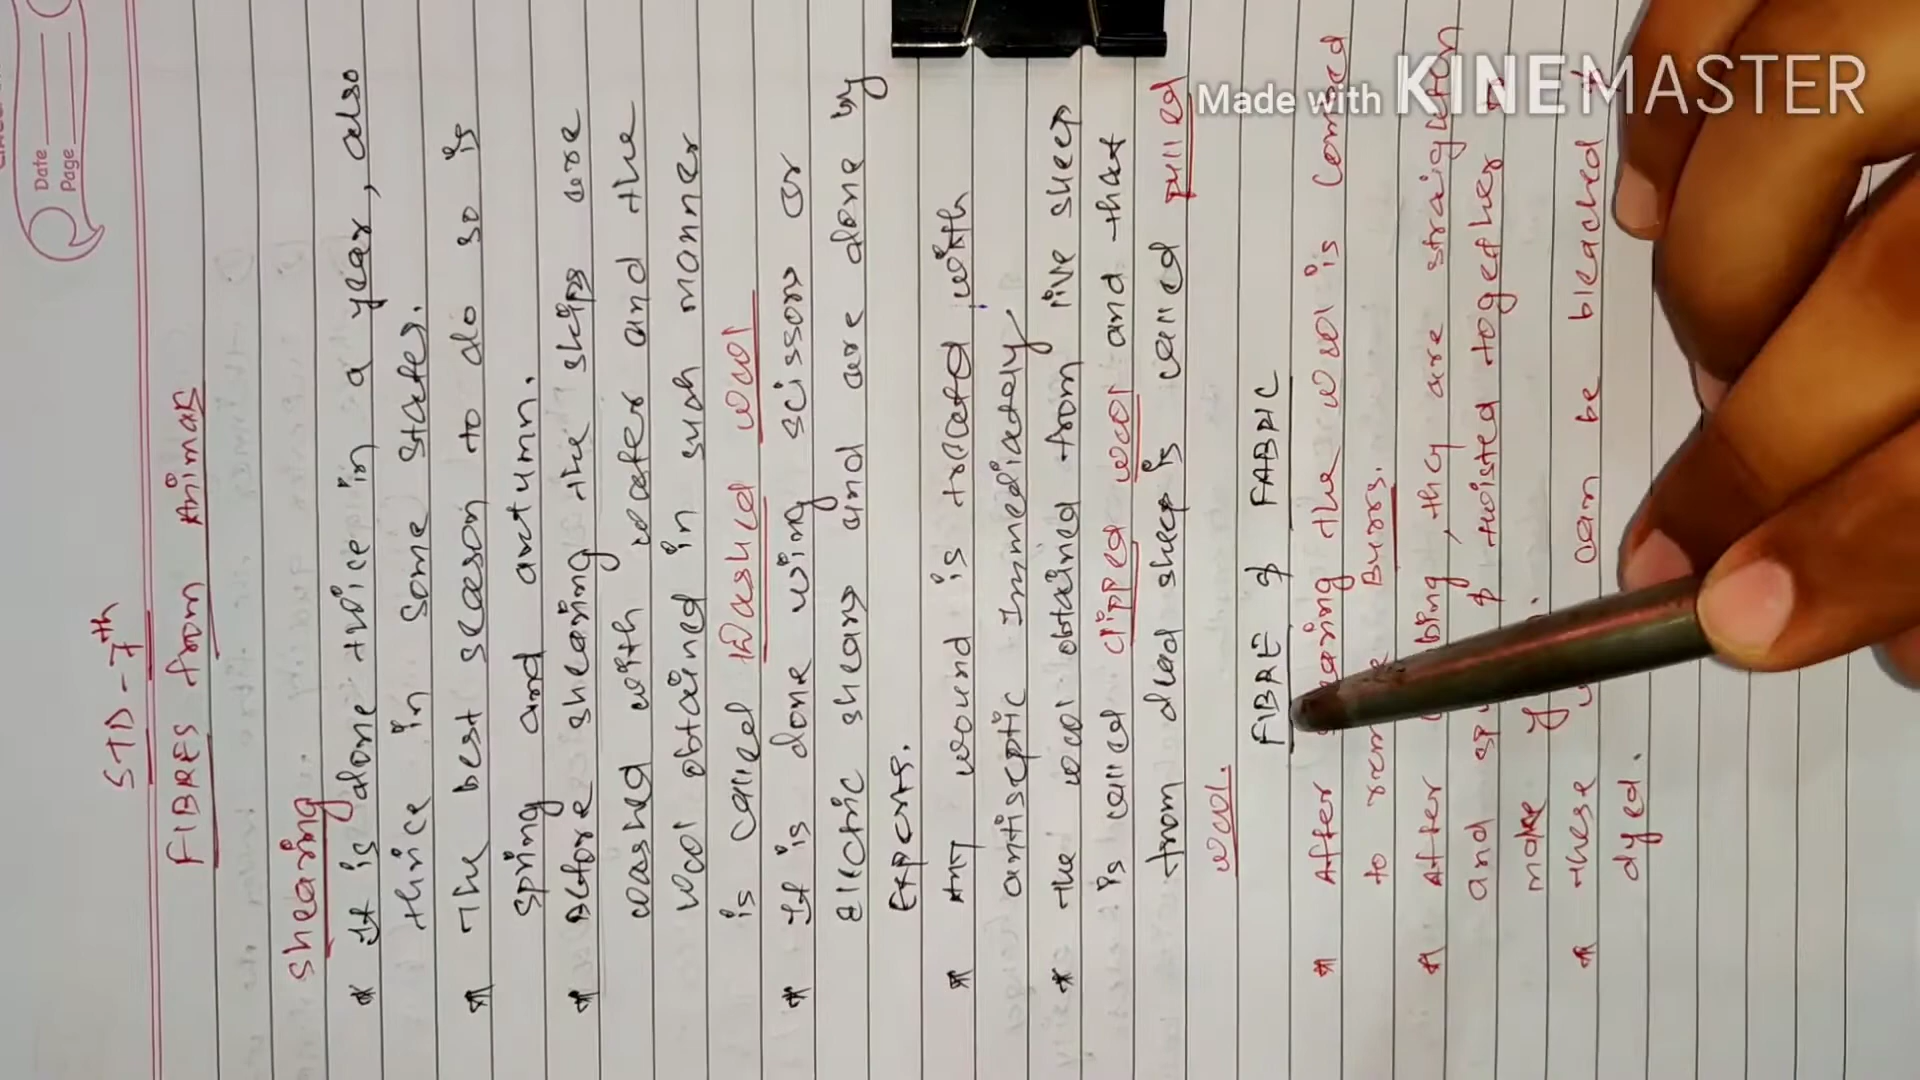 Date
Page
STD-7th
FIBRES from Animals
Shearing
* It is done twice in a year, also
thrice in some states.
* The best season to do so is
spring and autumn.
* Before shearing the skins are
washed with water and the
wool obtained in such manner
is called Washed wool
* It is done using scissors or
electric shears and are done by
Experts.
* Any wound is treated with
antiseptic Immediately
* the wool obtained from live sheep
is called clipped wool and that
from dead sheep is called pulled
wool.
FIBRE & FABRIC
* After the wool is combed
to Burrs.
* After , they are straighten
and & twisted together to
make
* these can be bleached &
dyed.
Made with KINEMASTER